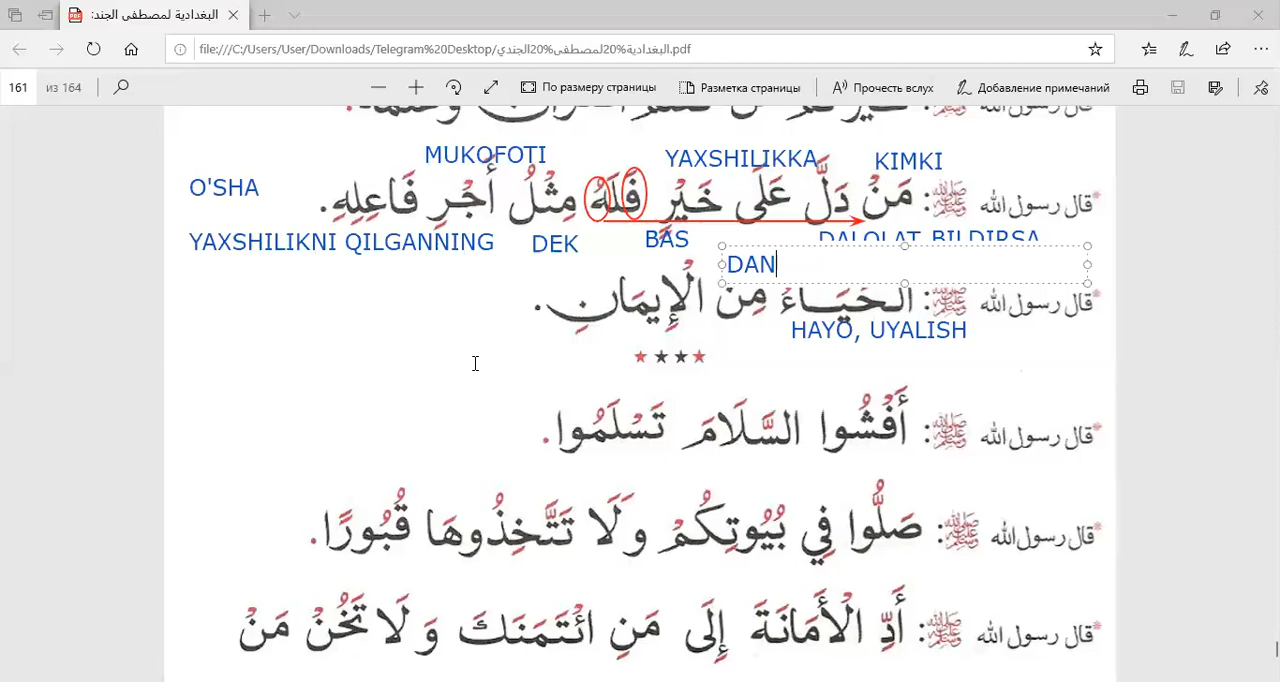 البغدادية لمصطفى الجند:
file:///C:/Users/User/Downloads/Telegram%20Desktop/البغدادية%20لمصطفى%20الجندي.pdf
161 из 164
По размеру страницы
Разметка страницы
Прочесть вслух
Добавление примечаний
MUKOFOTI YAXSHILIKKA KIMKI
O'SHA
قال رسول الله ﷺ: مَنْ دَلَّ عَلَى خَيْرٍ فَلَهُ مِثْلُ أَجْرِ فَاعِلِهِ.
YAXSHILIKNI QILGANNING DEK BAS DALOLAT BILDIRSA
DAN
قال رسول الله ﷺ: الْحَيَاءُ مِنَ الْإِيمَانِ.
HAYO, UYALISH
قال رسول الله ﷺ: أَفْشُوا السَّلَامَ تَسْلَمُوا.
قال رسول الله ﷺ: صَلُّوا فِي بُيُوتِكُمْ وَلَا تَتَّخِذُوهَا قُبُورًا.
قال رسول الله ﷺ: أَدِّ الْأَمَانَةَ إِلَى مَنِ ائْتَمَنَكَ وَلَا تَخُنْ مَنْ